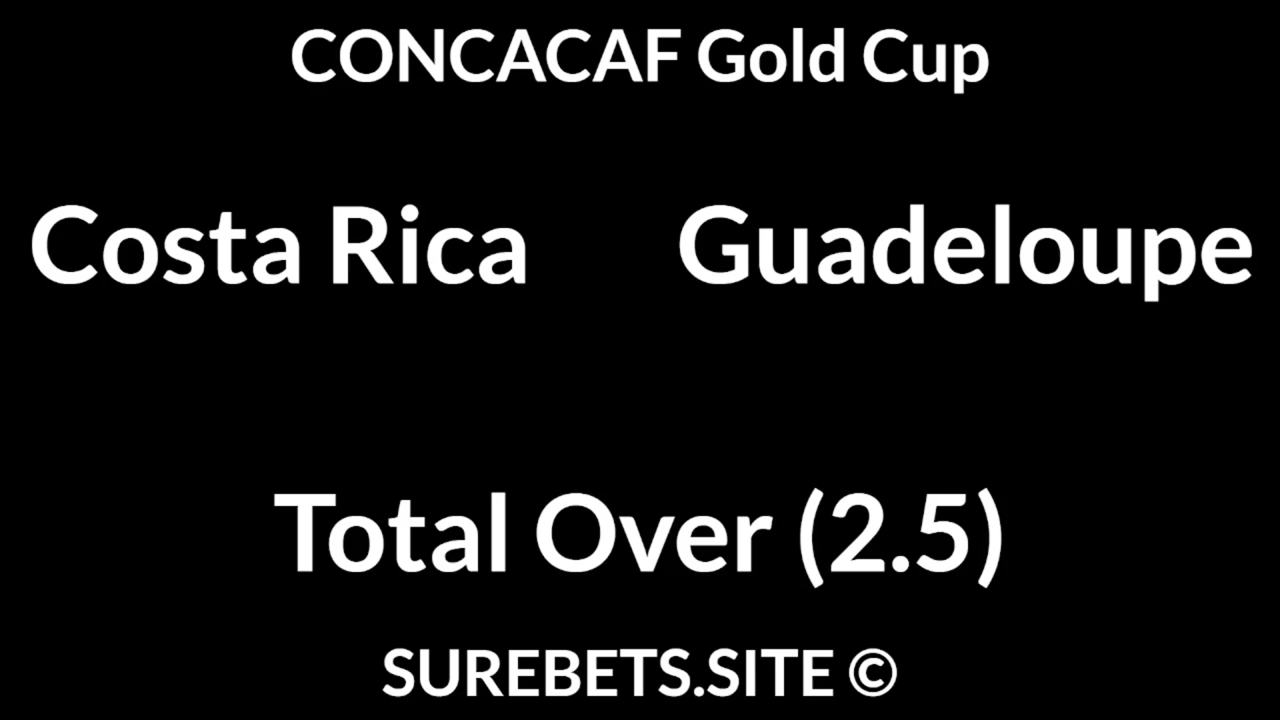 CONCACAF Gold Cup
Costa Rica Guadeloupe
Total Over (2.5)
SUREBETS.SITE ©